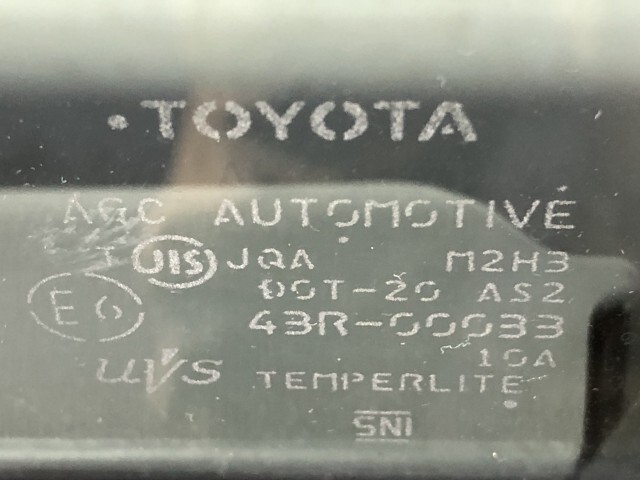 TOYOTA
AGC AUTOMOTIVE
JIS JQA M2H3
DOT-20 AS2
E6 43R-00033
10A
UVS TEMPERLITE
SNI